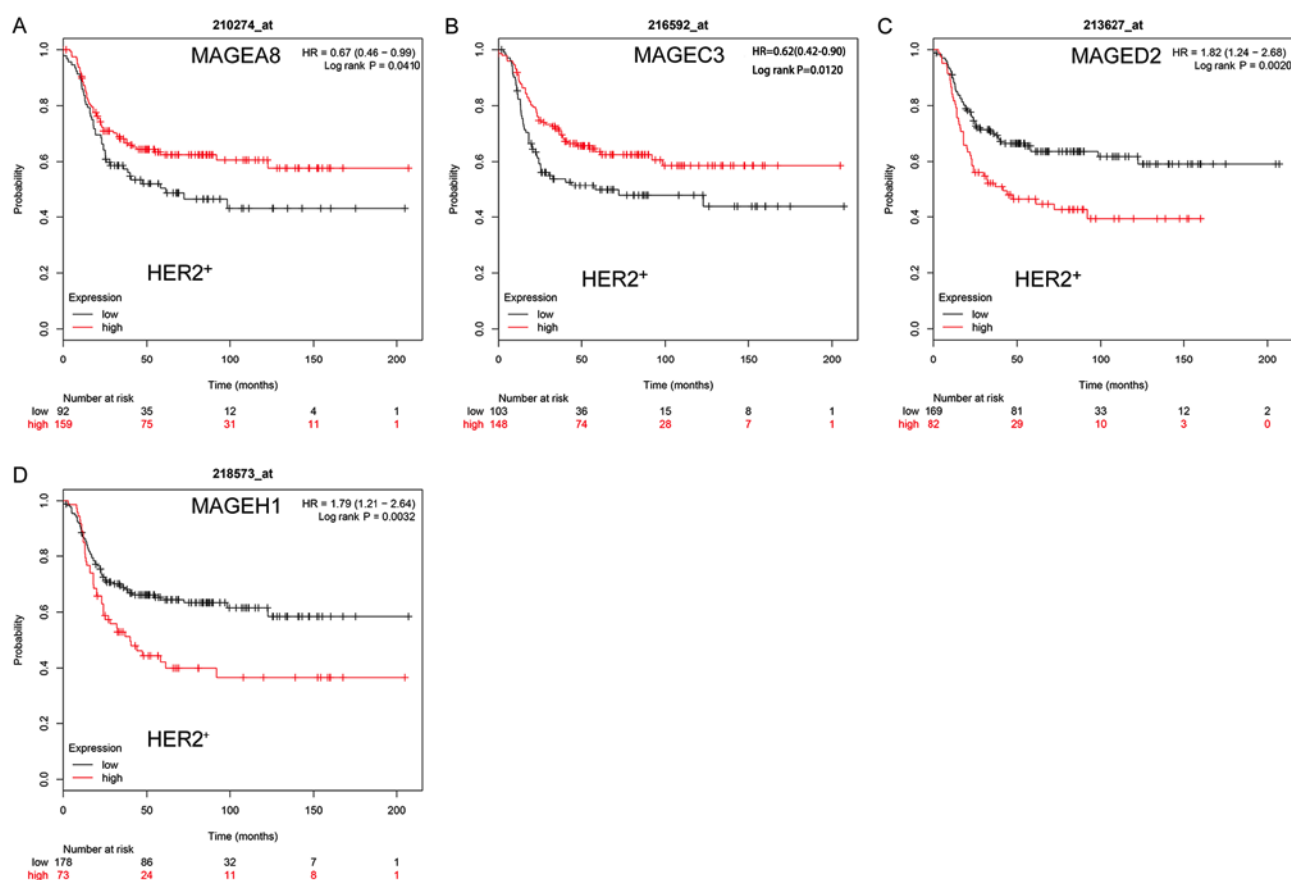 A
210274_at
MAGEA8
HR = 0.67 (0.46 − 0.99)
Log rank P = 0.0410
Probability
1.0
0.8
0.6
0.4
0.2
0.0
HER2+
Expression
low
high
0 50 100 150 200
Time (months)
Number at risk
low 92 35 12 4 1
high 159 75 31 11 1
B
216592_at
MAGEC3
HR=0.62(0.42-0.90)
Log rank P=0.0120
Probability
1.0
0.8
0.6
0.4
0.2
0.0
HER2+
Expression
low
high
0 50 100 150 200
Time (months)
Number at risk
low 103 36 15 8 1
high 148 74 28 7 1
C
213627_at
MAGED2
HR = 1.82 (1.24 − 2.68)
Log rank P = 0.0020
Probability
1.0
0.8
0.6
0.4
0.2
0.0
HER2+
Expression
low
high
0 50 100 150 200
Time (months)
Number at risk
low 169 81 33 12 2
high 82 29 10 3 0
D
218573_at
MAGEH1
HR = 1.79 (1.21 − 2.64)
Log rank P = 0.0032
Probability
1.0
0.8
0.6
0.4
0.2
0.0
HER2+
Expression
low
high
0 50 100 150 200
Time (months)
Number at risk
low 178 86 32 7 1
high 73 24 11 8 1